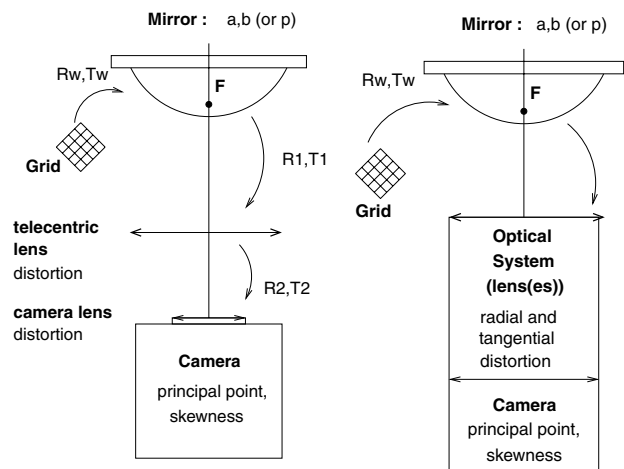 Mirror : a,b (or p)
Rw,Tw
F
Grid
R1,T1
telecentric
lens
distortion
R2,T2
camera lens
distortion
Camera
principal point,
skewness
Mirror : a,b (or p)
Rw,Tw
F
Grid
Optical
System
(lens(es))
radial and
tangential
distortion
Camera
principal point,
skewness